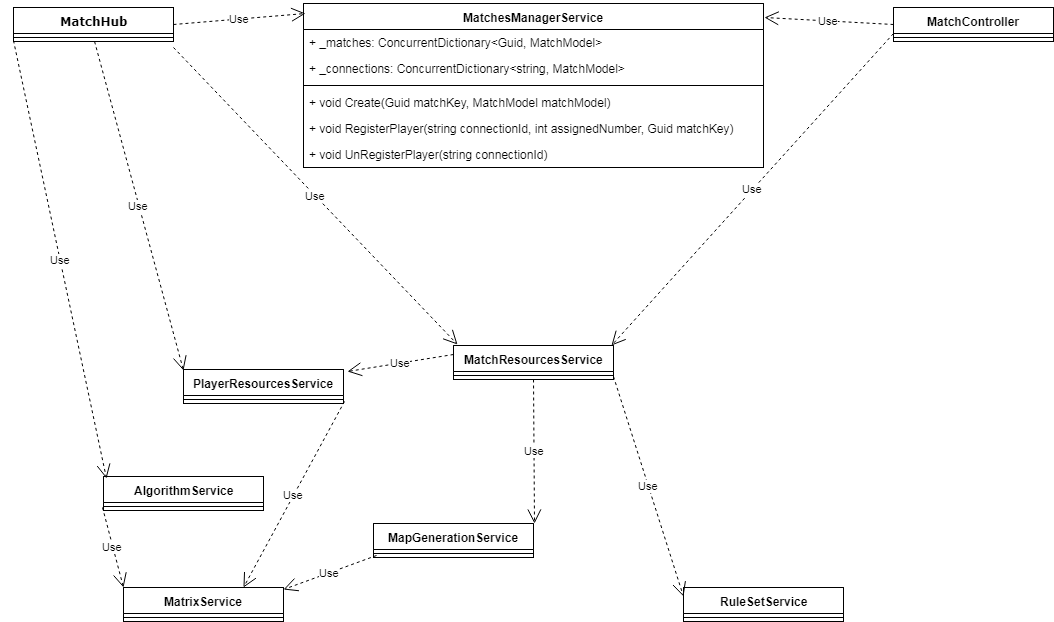 MatchHub
Use
MatchesManagerService
Use
MatchController
+ _matches: ConcurrentDictionary<Guid, MatchModel>
+ _connections: ConcurrentDictionary<string, MatchModel>
+ void Create(Guid matchKey, MatchModel matchModel)
+ void RegisterPlayer(string connectionId, int assignedNumber, Guid matchKey)
+ void UnRegisterPlayer(string connectionId)
Use
Use
Use
Use
MatchResourcesService
Use
PlayerResourcesService
Use
Use
Use
AlgorithmService
Use
MapGenerationService
Use
MatrixService
RuleSetService